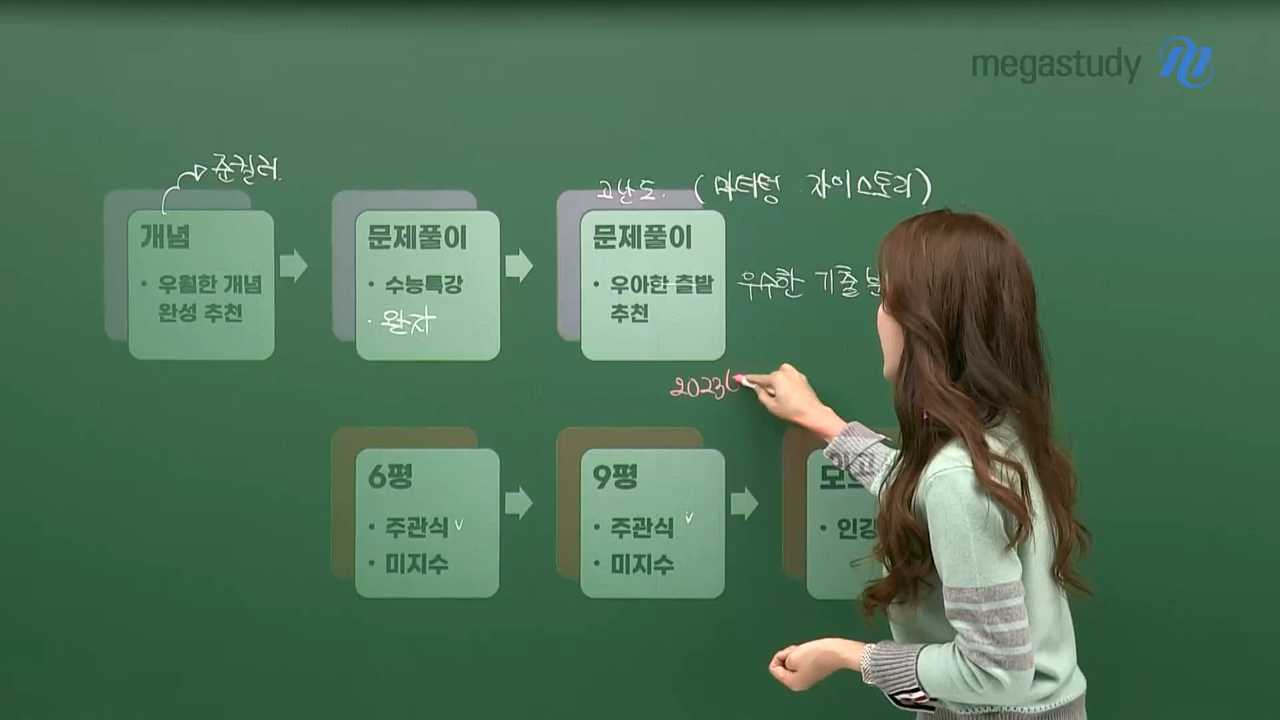 megastudy
준킬러.
고난도. (마더텅 자이스토리)
개념
• 우월한 개념
완성 추천
문제풀이
• 수능특강
· 완자
문제풀이
• 우아한 출발
추천
우수한 기출
2023(
6평
• 주관식 v
• 미지수
9평
• 주관식 v
• 미지수
• 인강